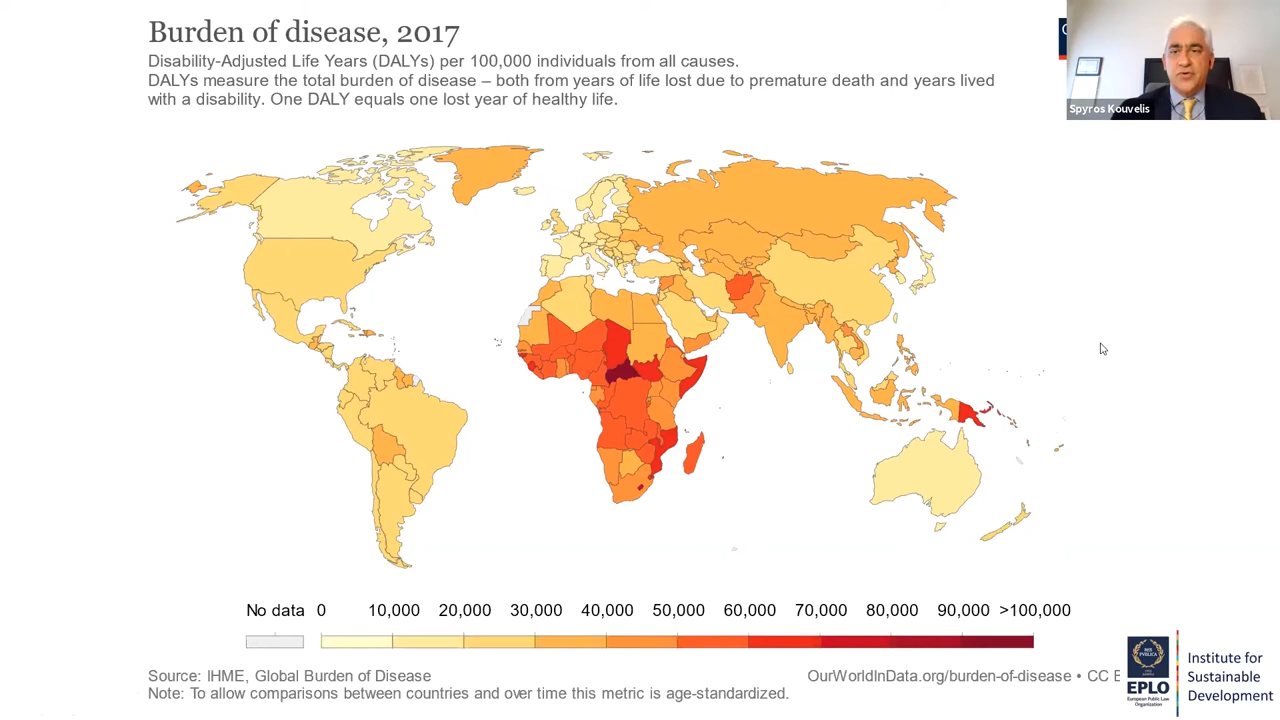 Burden of disease, 2017
Disability-Adjusted Life Years (DALYs) per 100,000 individuals from all causes.
DALYs measure the total burden of disease – both from years of life lost due to premature death and years lived
with a disability. One DALY equals one lost year of healthy life.
Spyros Kouvelis
No data 0 10,000 20,000 30,000 40,000 50,000 60,000 70,000 80,000 90,000 >100,000
Source: IHME, Global Burden of Disease
OurWorldInData.org/burden-of-disease • CC
Note: To allow comparisons between countries and over time this metric is age-standardized.
EPLO
European Public Law
Organization
Institute for
Sustainable
Development